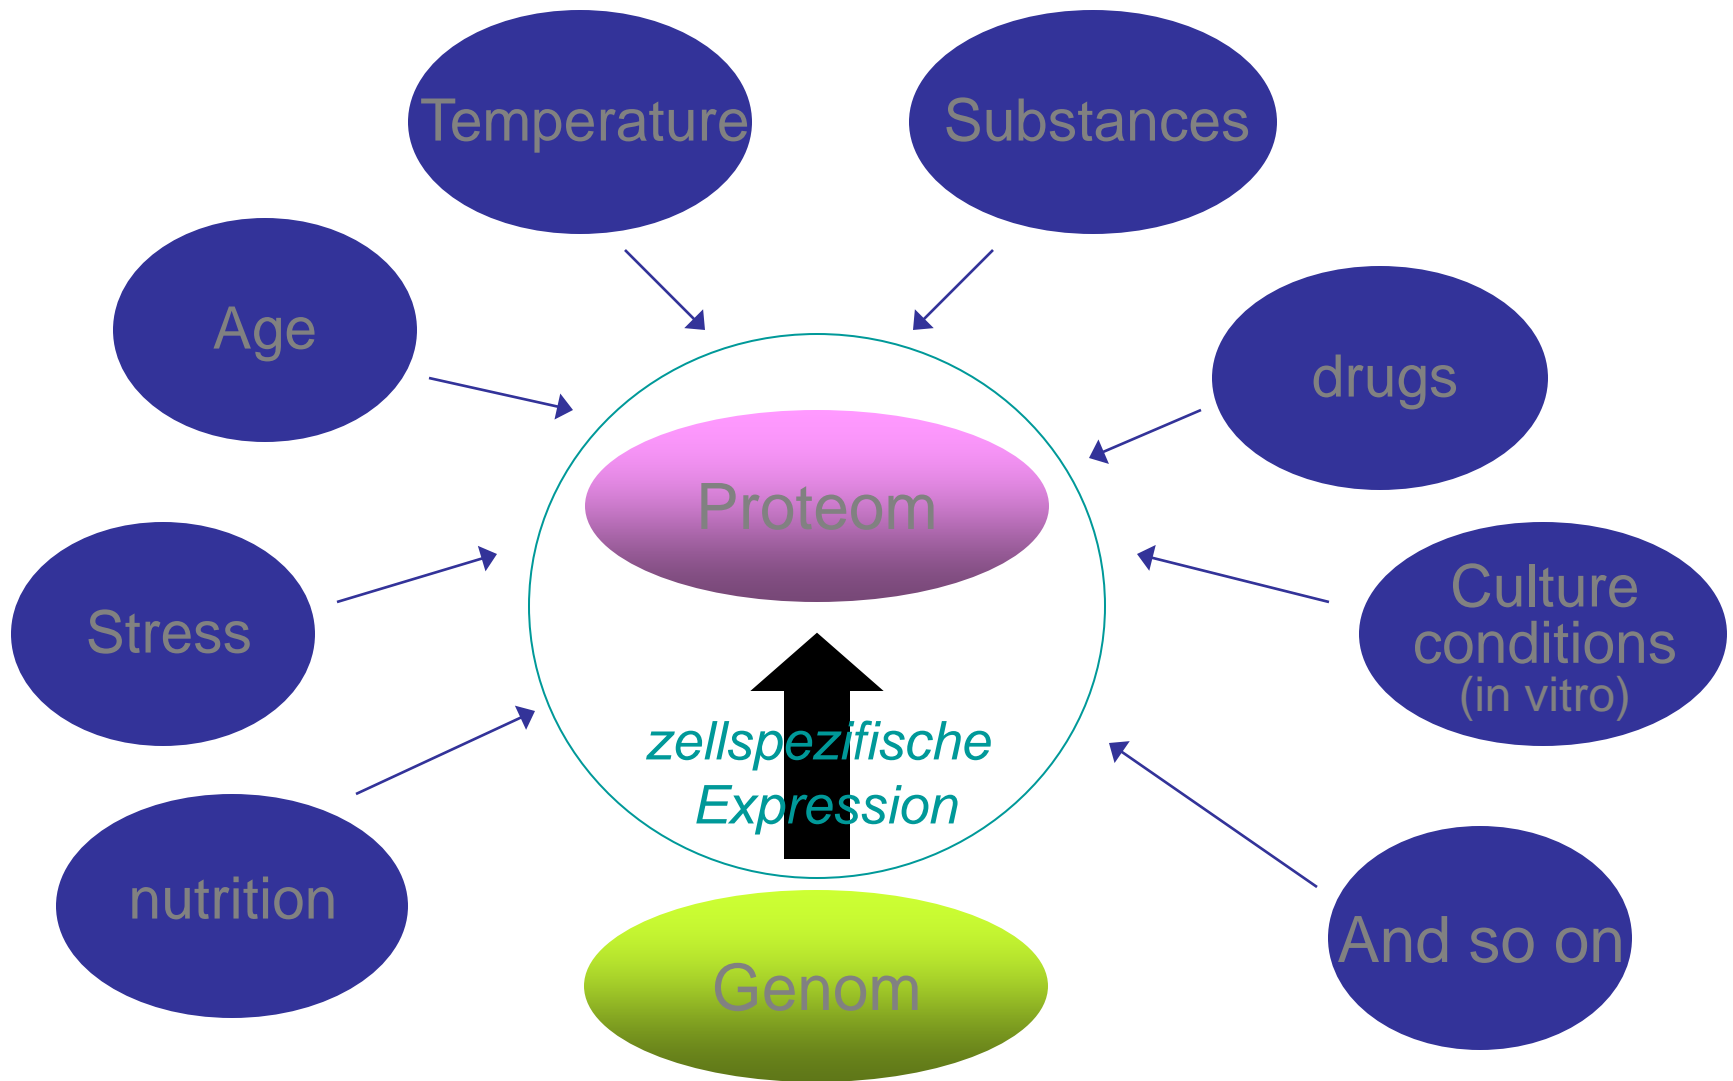 Temperature
Substances
Age
drugs
Proteom
Stress
Culture
conditions
(in vitro)
zellspezifische
Expression
nutrition
And so on
Genom